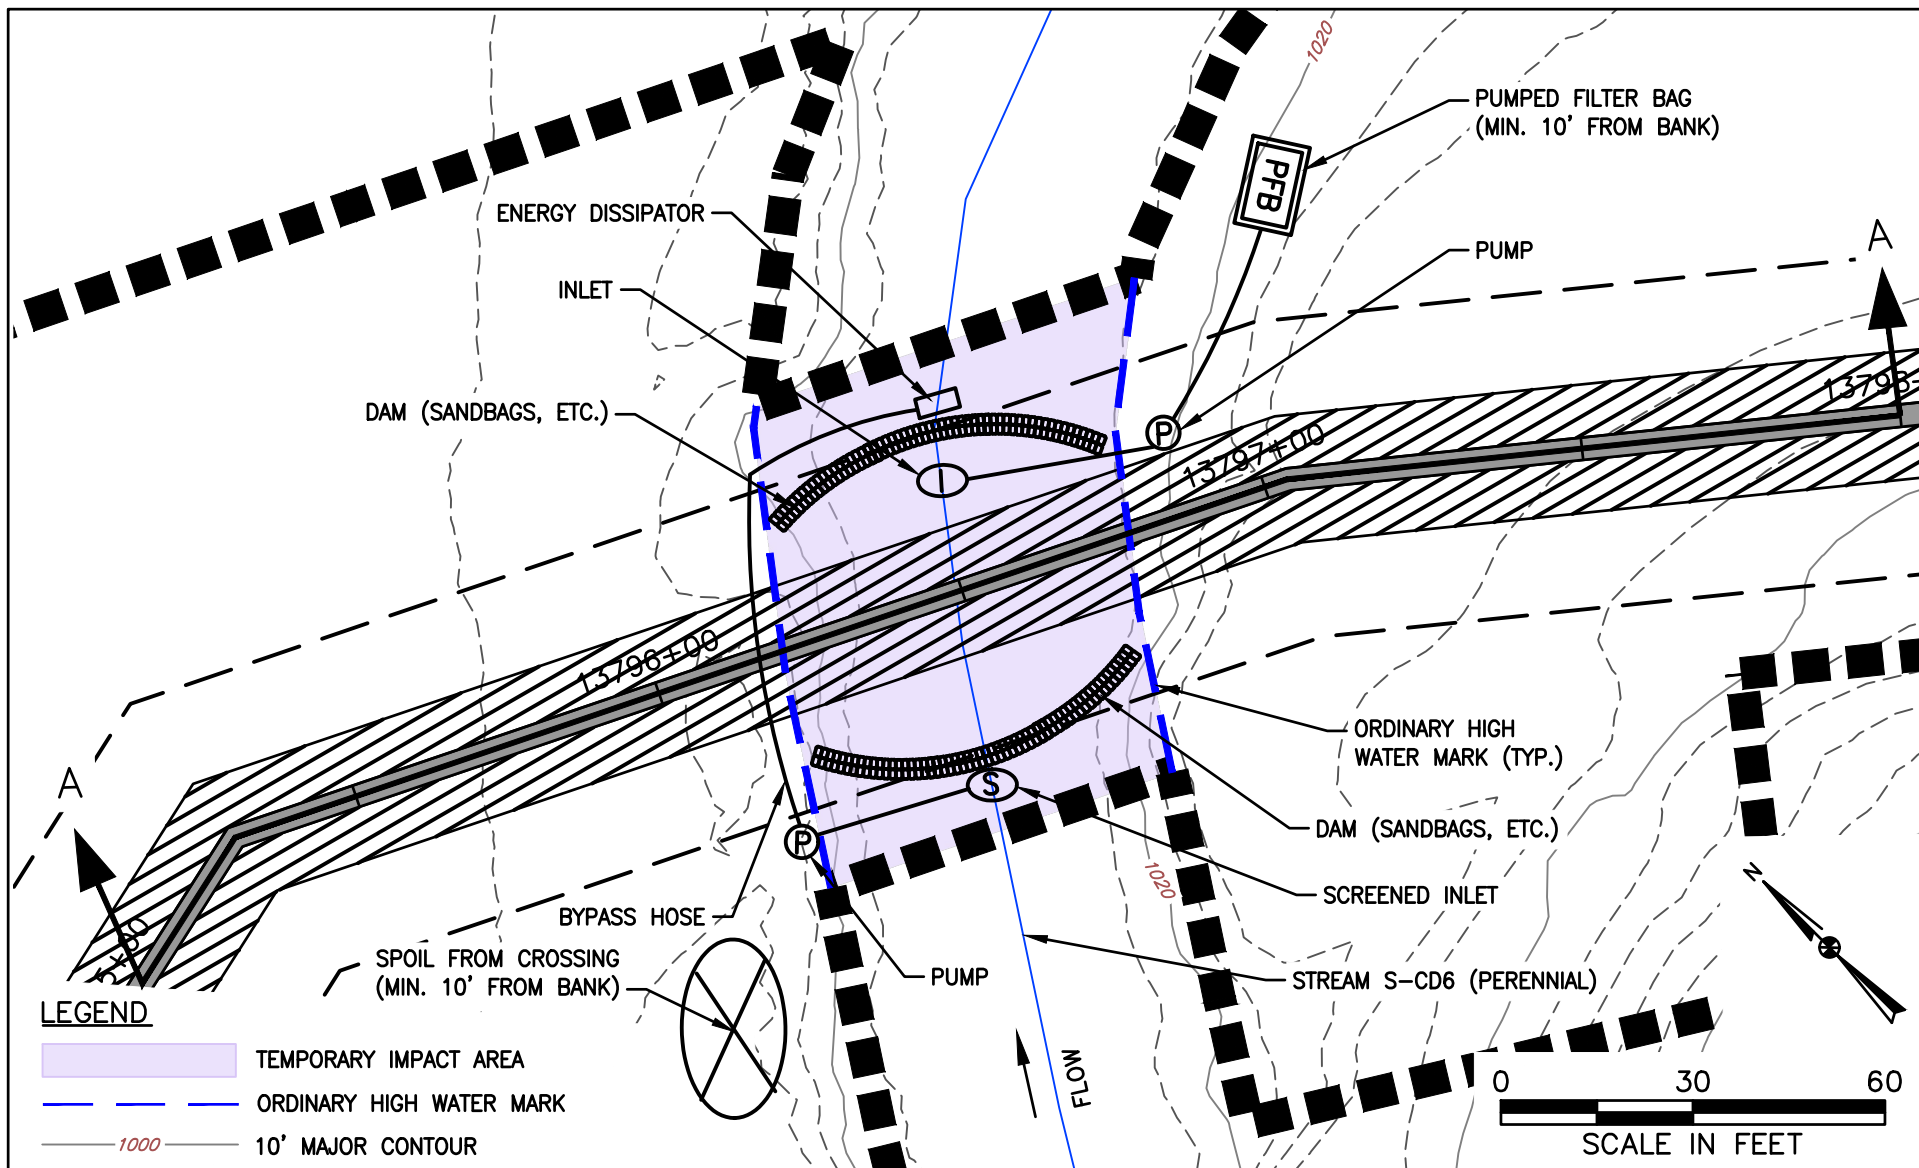 1020
PUMPED FILTER BAG
(MIN. 10' FROM BANK)
PFB
ENERGY DISSIPATOR
PUMP
A
INLET
13798+
DAM (SANDBAGS, ETC.)
P
13797+00
I
13796+00
ORDINARY HIGH
WATER MARK (TYP.)
A
S
P
DAM (SANDBAGS, ETC.)
1020
SCREENED INLET
N
BYPASS HOSE
SPOIL FROM CROSSING
(MIN. 10' FROM BANK)
PUMP
STREAM S-CD6 (PERENNIAL)
LEGEND
TEMPORARY IMPACT AREA
ORDINARY HIGH WATER MARK
1000
10' MAJOR CONTOUR
FLOW
0 30 60
SCALE IN FEET